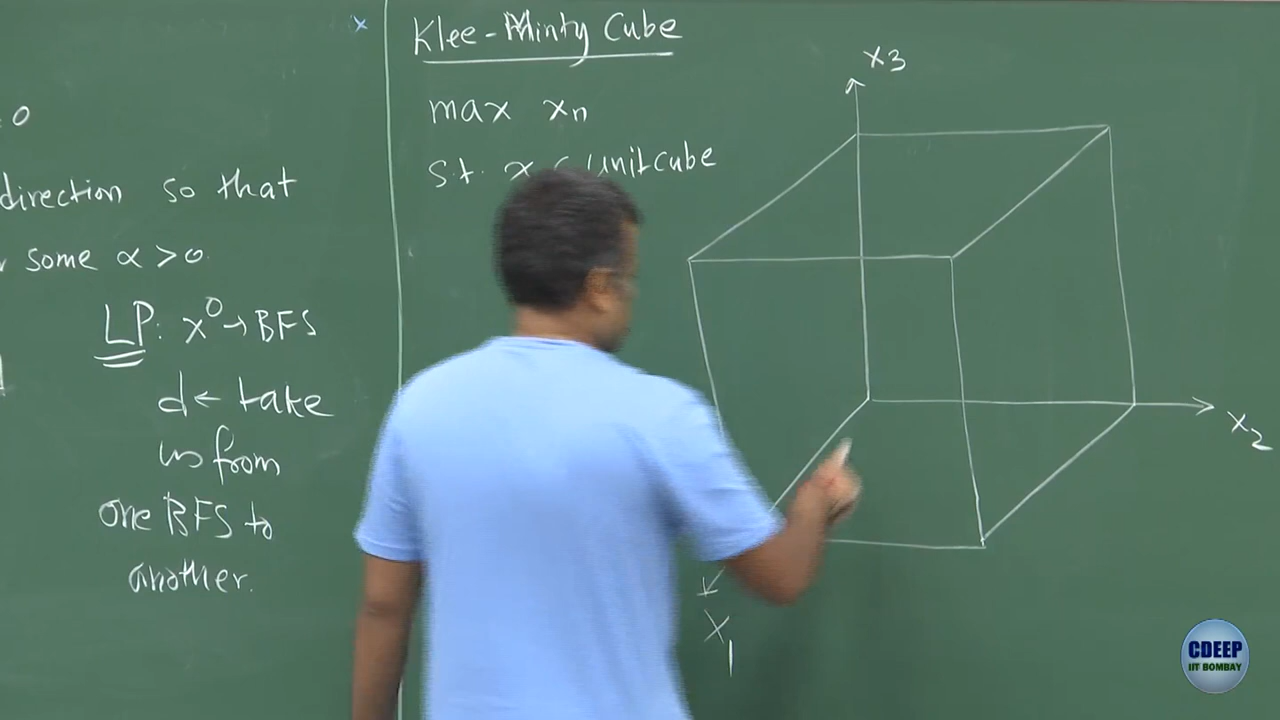 0
direction so that
some α > 0
LP: x⁰ → BFS
d ← take
us from
one BFS to
another.
x
Klee-Minty Cube
max xₙ
s.t. x unit cube
x₃
x₂
x₁
CDEEP
IIT BOMBAY